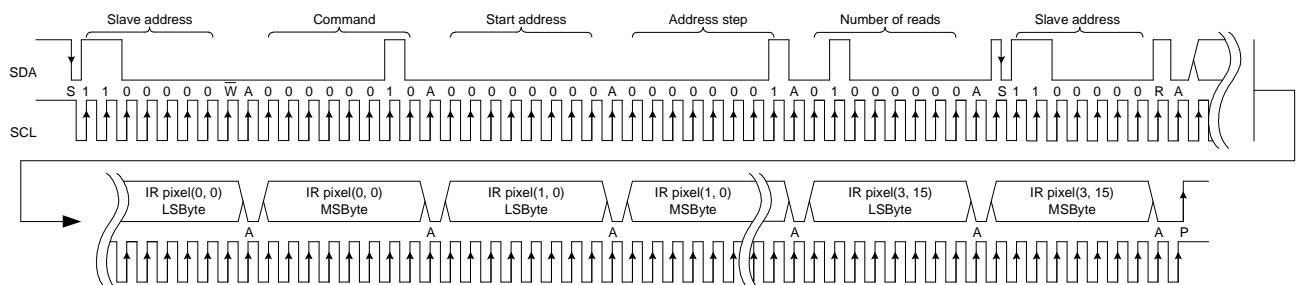 Slave address Command Start address Address step Number of reads Slave address
SDA
S 1 1 0 0 0 0 0 W̅ A 0 0 0 0 0 0 1 0 A 0 0 0 0 0 0 0 0 A 0 0 0 0 0 0 0 1 A 0 1 0 0 0 0 0 0 A S 1 1 0 0 0 0 0 R A
SCL
IR pixel(0, 0) IR pixel(0, 0) IR pixel(1, 0) IR pixel(1, 0) IR pixel(3, 15) IR pixel(3, 15)
LSByte MSByte LSByte MSByte LSByte MSByte
A A A A A A P